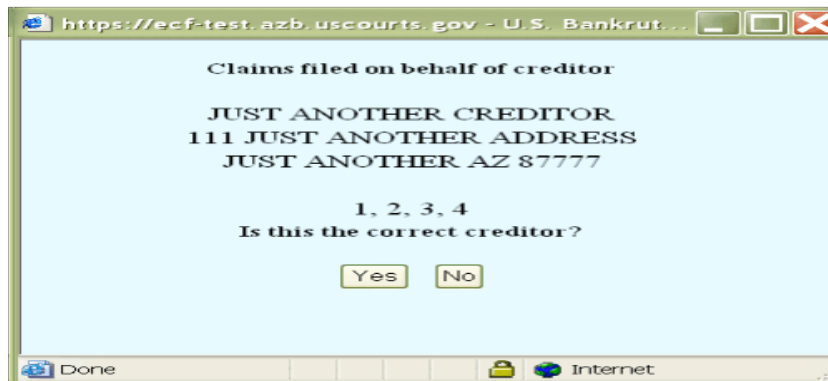 https://ecf-test.azb.uscourts.gov - U.S. Bankrut...
Claims filed on behalf of creditor
JUST ANOTHER CREDITOR
111 JUST ANOTHER ADDRESS
JUST ANOTHER AZ 87777
1, 2, 3, 4
Is this the correct creditor?
Yes No
Done Internet